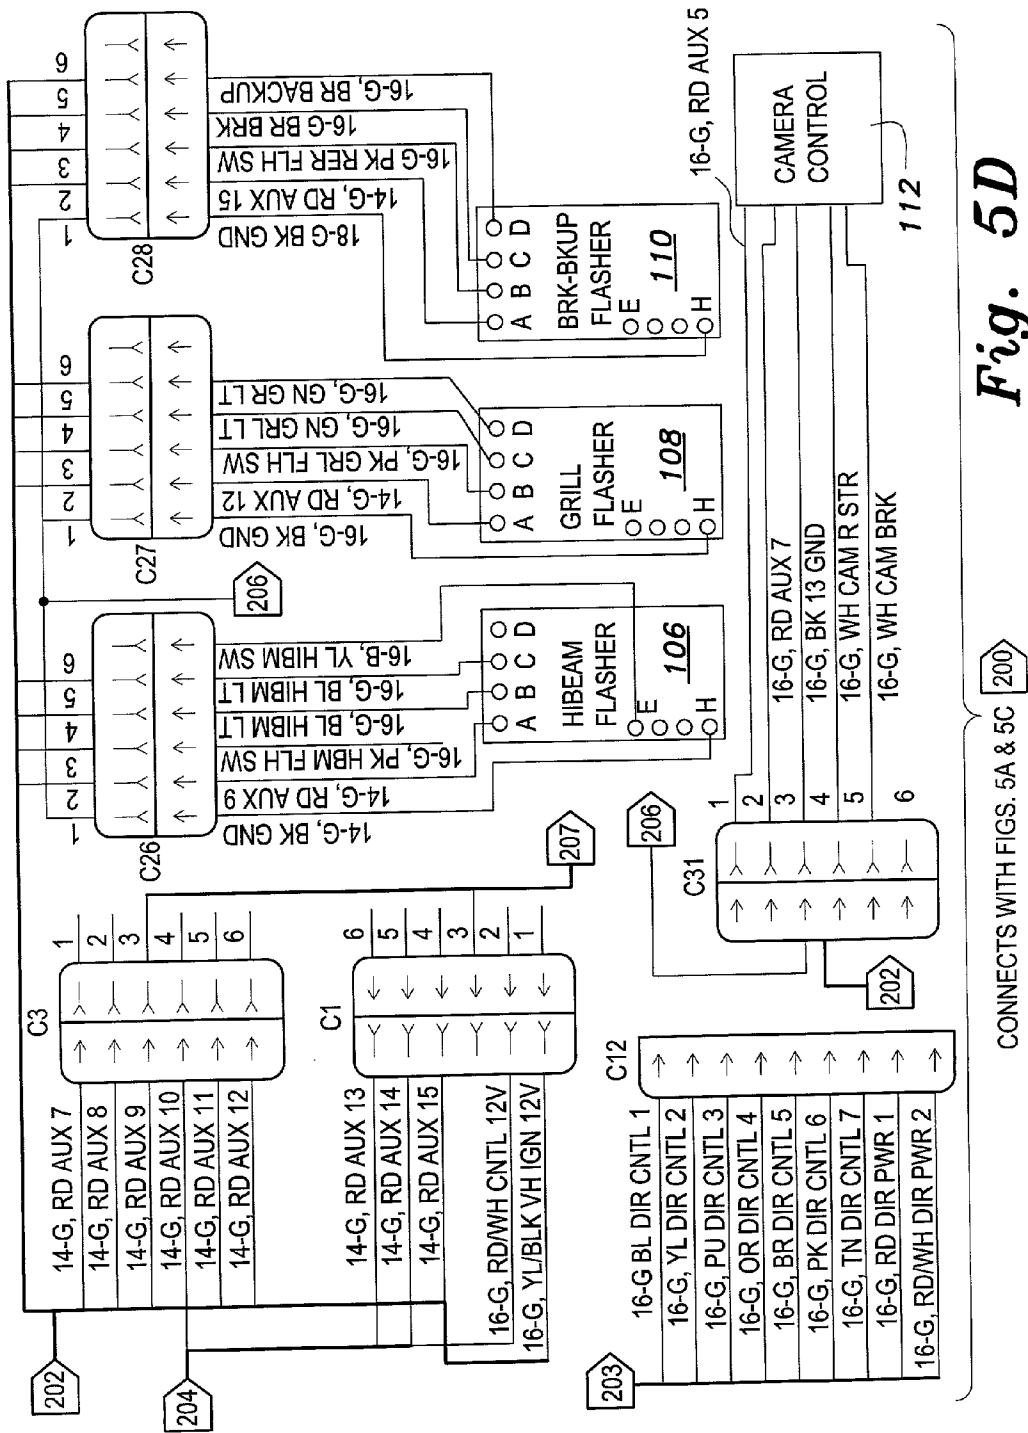 C3
14-G, RD AUX 7
14-G, RD AUX 8
14-G, RD AUX 9
14-G, RD AUX 10
14-G, RD AUX 11
14-G, RD AUX 12
1
2
3
4
5
6
202
204
C1
14-G, RD AUX 13
14-G, RD AUX 14
14-G, RD AUX 15
16-G, RD/WH CNTL 12V
16-G, YL/BLK VH IGN 12V
6
5
4
3
2
1
207
203
C12
16-G BL DIR CNTL 1
16-G, YL DIR CNTL 2
16-G, PU DIR CNTL 3
16-G, OR DIR CNTL 4
16-G, BR DIR CNTL 5
16-G, PK DIR CNTL 6
16-G, TN DIR CNTL 7
16-G, RD DIR PWR 1
16-G, RD/WH DIR PWR 2
C26
1
2
3
4
5
6
14-G, BK GND
14-G, RD AUX 9
16-G, PK HBM FLH SW
16-G, BL HIBM LT
16-G, BL HIBM LT
16-B, YL HIBM SW
206
A B C D
HIBEAM
FLASHER
E
106
H
C27
1
2
3
4
5
6
16-G, BK GND
14-G, RD AUX 12
16-G, PK GRL FLH SW
16-G, GN GRL LT
16-G, GN GR LT
A B C D
GRILL
FLASHER
E
108
H
C28
1
2
3
4
5
6
18-G BK GND
14-G, RD AUX 15
16-G PK RER FLH SW
16-G BR BRK
16-G, BR BACKUP
A B C D
BRK-BKUP
FLASHER
E
110
H
206
C31
202
1
2
3
4
5
6
16-G, RD AUX 5
16-G, RD AUX 7
16-G, BK 13 GND
16-G, WH CAM R STR
16-G, WH CAM BRK
CAMERA
CONTROL
112
CONNECTS WITH FIGS. 5A & 5C 200
Fig. 5D